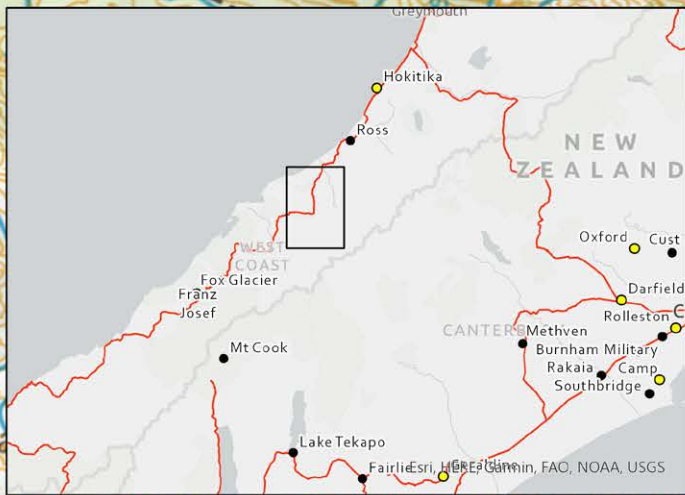 Greymouth
Hokitika
Ross
NEW
ZEALAND
Oxford
Cust
WEST
COAST
Fox Glacier
Franz
Josef
Darfield
Rolleston
C
CANTERB
Methven
Burnham Military
Camp
Mt Cook
Rakaia
Southbridge
Lake Tekapo
Fairlie
Geraldine
Esri, HERE, Garmin, FAO, NOAA, USGS